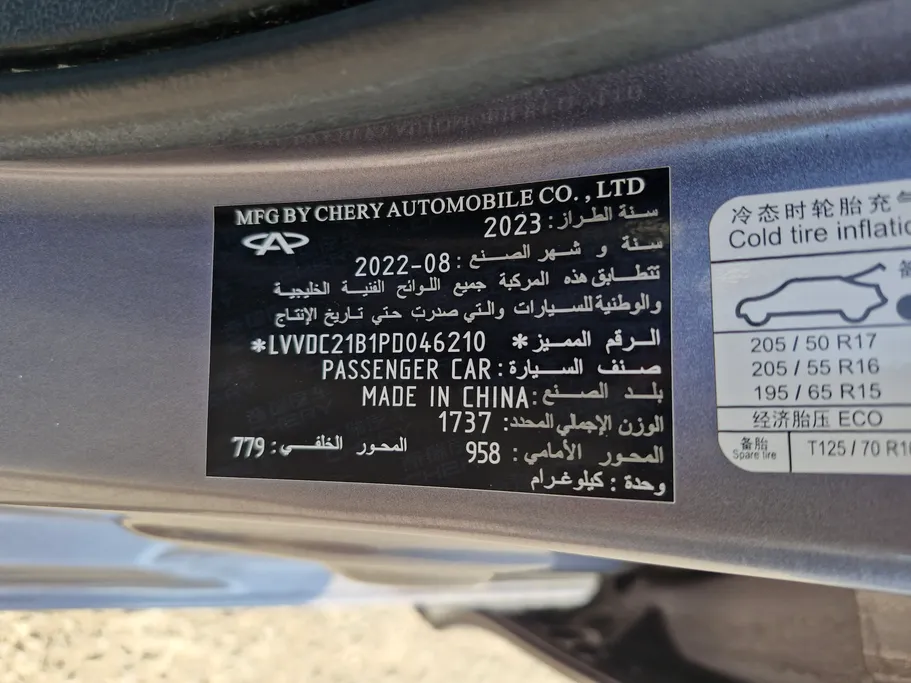 MFG BY CHERY AUTOMOBILE CO. , LTD
سنة الطراز: 2023
سنة و شهر الصنع: 2022-08
تتطابق هذه المركبة جميع اللوائح الفنية الخليجية
والوطنية للسيارات والتي صدرت حتي تاريخ الإنتاج
الرقم المميز: *LVVDC21B1PD046210*
صنف السيارة: PASSENGER CAR
بلد الصنع: MADE IN CHINA
الوزن الإجمالي المحدد: 1737
المحور الأمامي: 958 المحور الخلفي: 779
وحدة: كيلوغرام
冷态时轮胎充气
Cold tire inflatio
备
205 / 50 R17
205 / 55 R16
195 / 65 R15
经济胎压 ECO
备胎
Spare tire
T125 / 70 R16